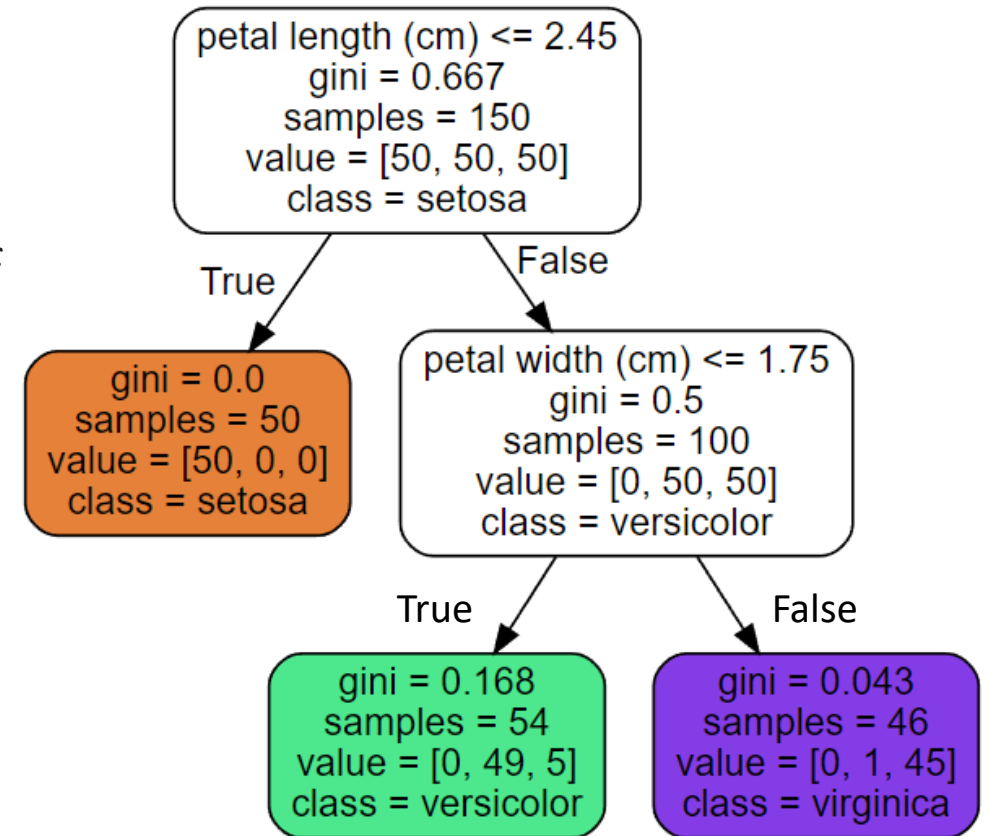 petal length (cm) <= 2.45
gini = 0.667
samples = 150
value = [50, 50, 50]
class = setosa
True
False
gini = 0.0
samples = 50
value = [50, 0, 0]
class = setosa
petal width (cm) <= 1.75
gini = 0.5
samples = 100
value = [0, 50, 50]
class = versicolor
True
False
gini = 0.168
samples = 54
value = [0, 49, 5]
class = versicolor
gini = 0.043
samples = 46
value = [0, 1, 45]
class = virginica